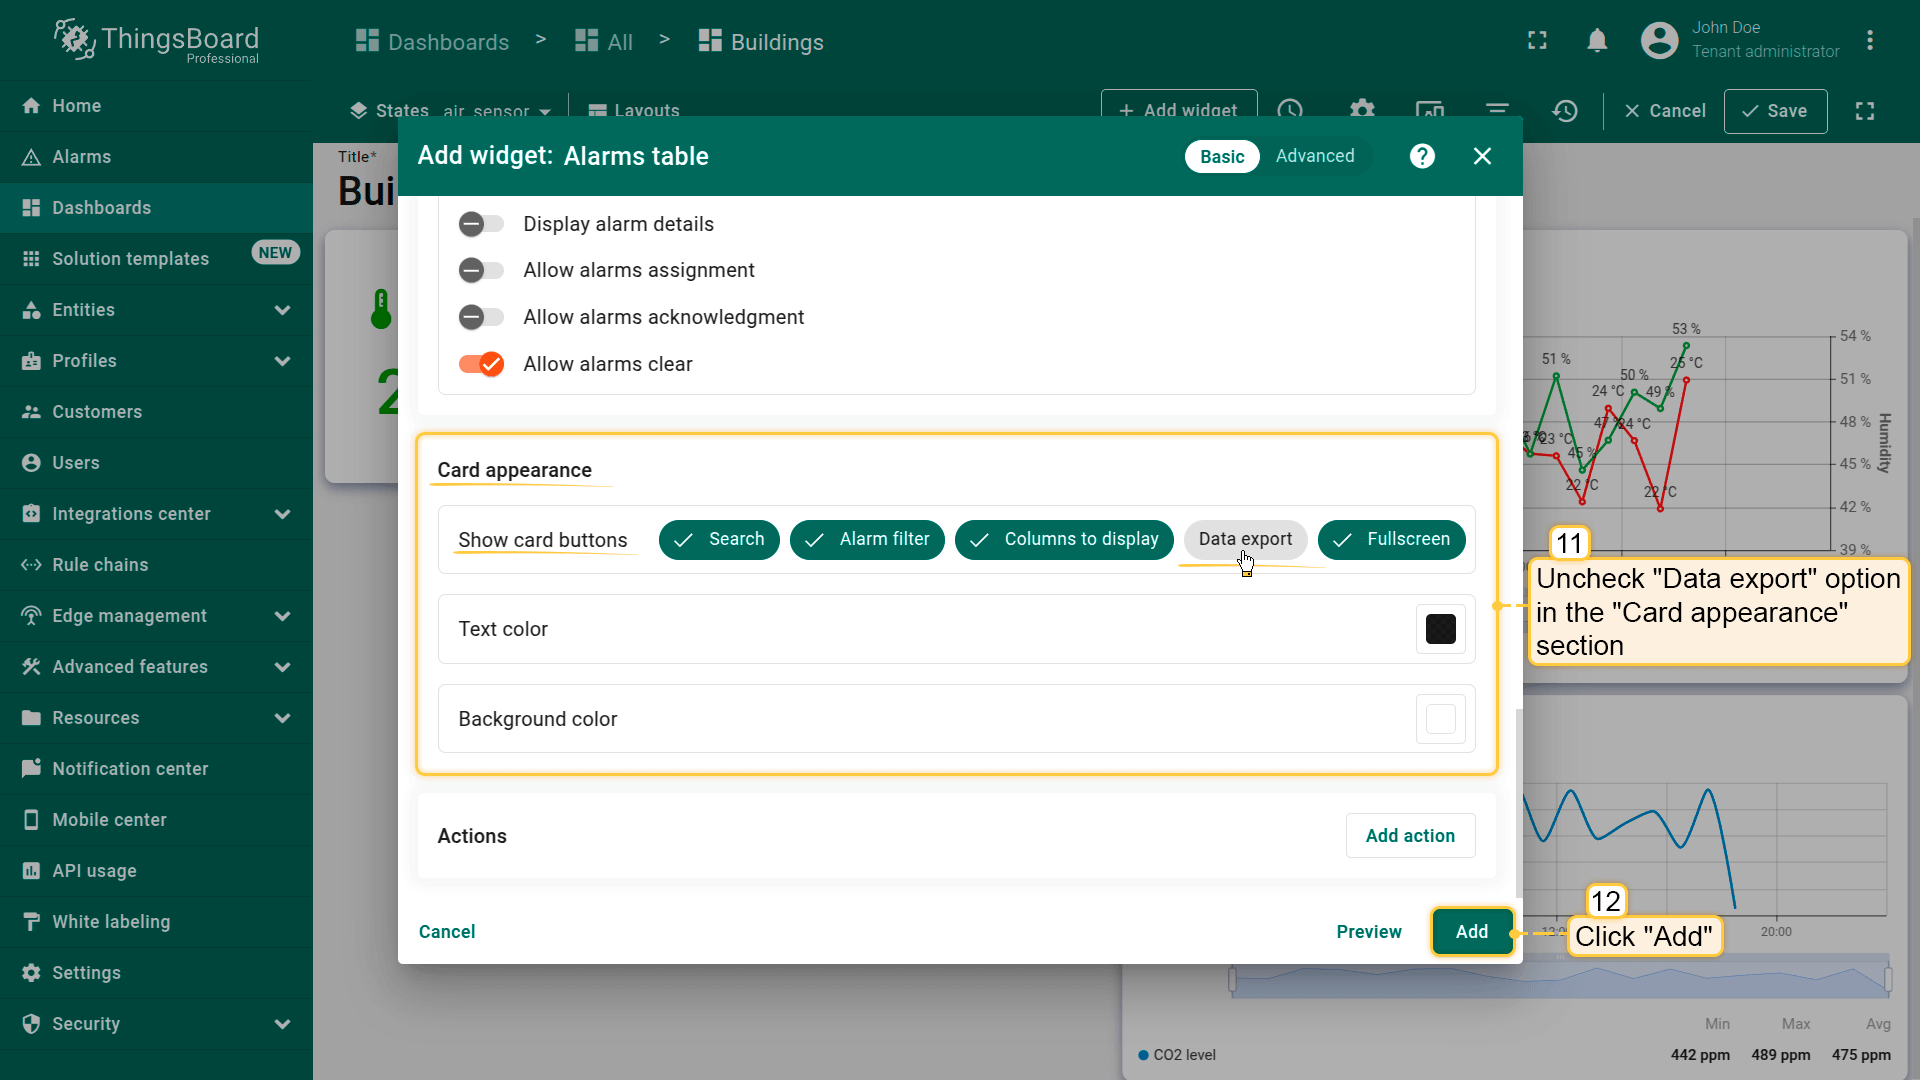 ThingsBoard
Professional
Dashboards > All > Buildings
John Doe
Tenant administrator
Home
Alarms
Dashboards
Solution templates NEW
Entities
Profiles
Customers
Users
Integrations center
Rule chains
Edge management
Advanced features
Resources
Notification center
Mobile center
API usage
White labeling
Settings
Security
States air_sensor Layouts + Add widget Cancel Save
Title*
Bui
2
Add widget: Alarms table Basic Advanced ?
Display alarm details
Allow alarms assignment
Allow alarms acknowledgment
Allow alarms clear
Card appearance
Show card buttons Search Alarm filter Columns to display Data export Fullscreen
Text color
Background color
Actions Add action
Cancel Preview Add
53 %
54 %
51 %
25 °C
50 %
51 %
24 °C
49 %
48 %
24 °C
23 °C
45 %
45 %
22 °C
22 °C
42 %
39 %
Humidity
11
Uncheck "Data export" option
in the "Card appearance"
section
12
Click "Add"
20:00
Min Max Avg
CO2 level 442 ppm 489 ppm 475 ppm